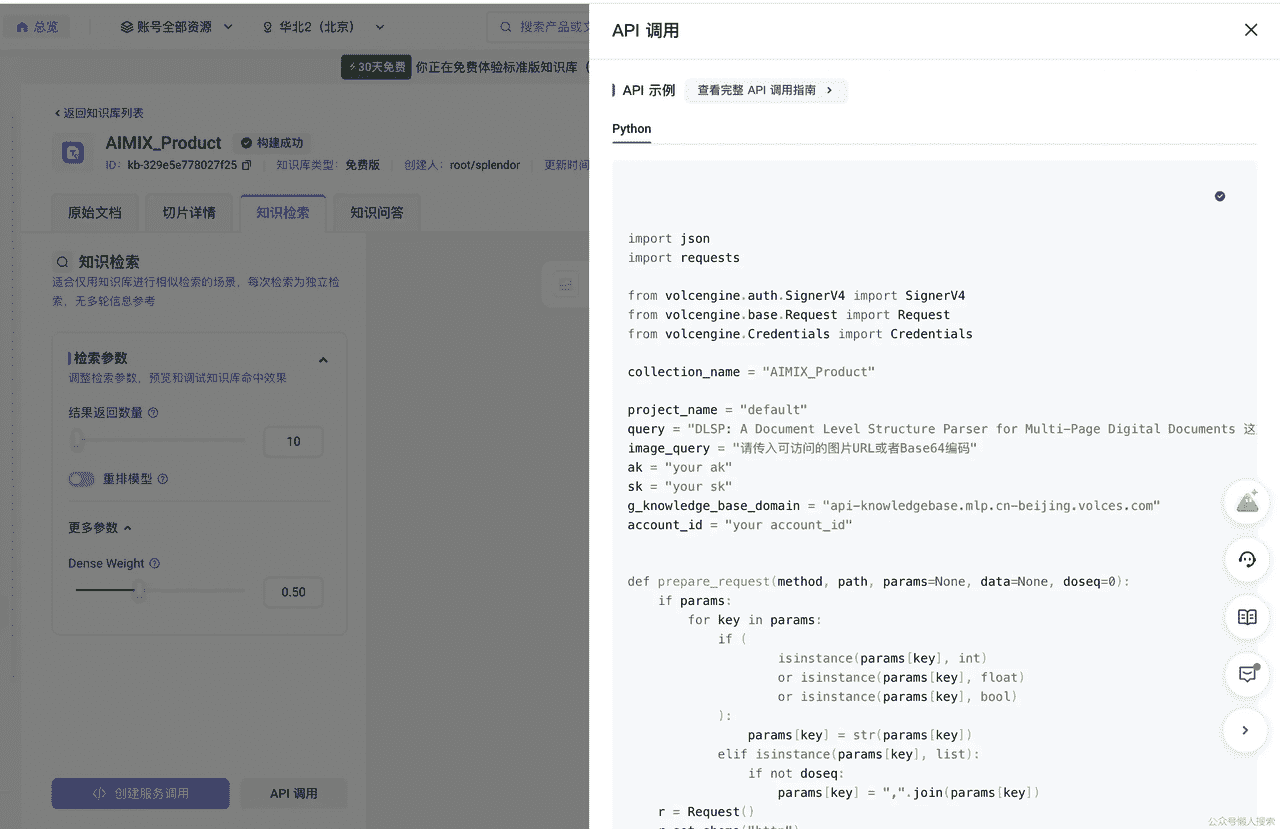 总览
账号全部资源
华北2（北京）
搜索产品或文
30天免费
你正在免费体验标准版知识库（
返回知识库列表
AIMIX_Product
构建成功
ID: kb-329e5e778027f25
知识库类型: 免费版
创建人: root/splendor
更新时间
原始文档
切片详情
知识检索
知识问答
知识检索
适合仅用知识库进行相似检索的场景，每次检索为独立检
索，无多轮信息参考
检索参数
调整检索参数，预览和调试知识库命中效果
结果返回数量
10
重排模型
更多参数
Dense Weight
0.50
创建服务调用
API 调用
API 调用
API 示例
查看完整 API 调用指南
Python
import json
import requests
from volcengine.auth.SignerV4 import SignerV4
from volcengine.base.Request import Request
from volcengine.Credentials import Credentials
collection_name = "AIMIX_Product"
project_name = "default"
query = "DLSP: A Document Level Structure Parser for Multi-Page Digital Documents 这
image_query = "请传入可访问的图片URL或者Base64编码"
ak = "your ak"
sk = "your sk"
g_knowledge_base_domain = "api-knowledgebase.mlp.cn-beijing.volces.com"
account_id = "your account_id"
def prepare_request(method, path, params=None, data=None, doseq=0):
if params:
for key in params:
if (
isinstance(params[key], int)
or isinstance(params[key], float)
or isinstance(params[key], bool)
):
params[key] = str(params[key])
elif isinstance(params[key], list):
if not doseq:
params[key] = ",".join(params[key])
r = Request()
公众号懒人搜索